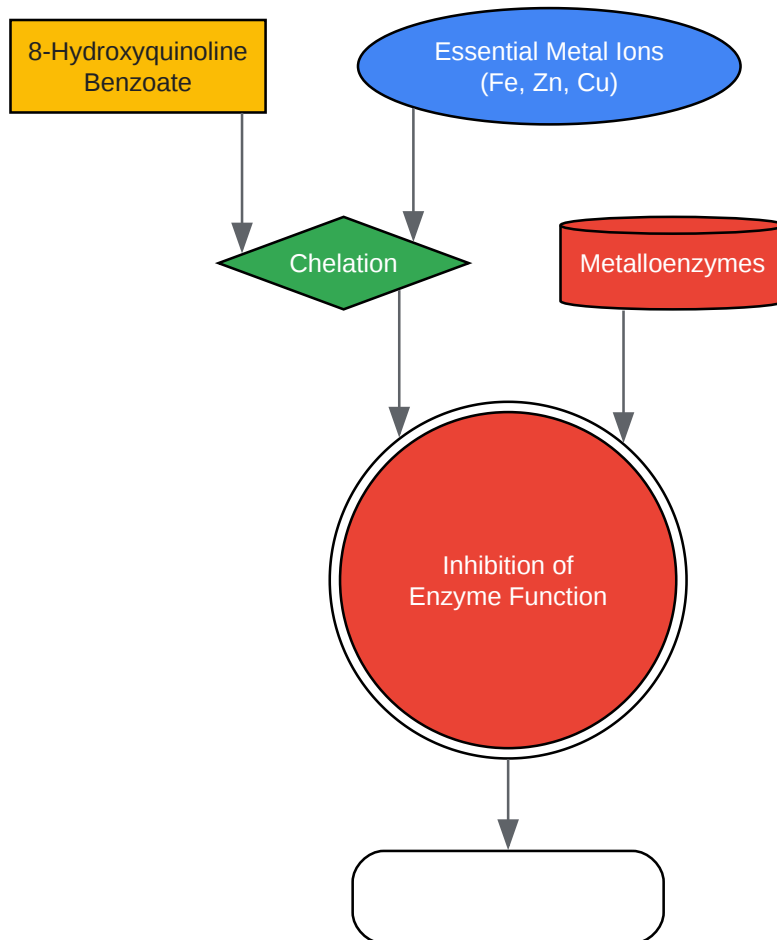 8-Hydroxyquinoline
Benzoate
Essential Metal Ions
(Fe, Zn, Cu)
Chelation
Metalloenzymes
Inhibition of
Enzyme Function